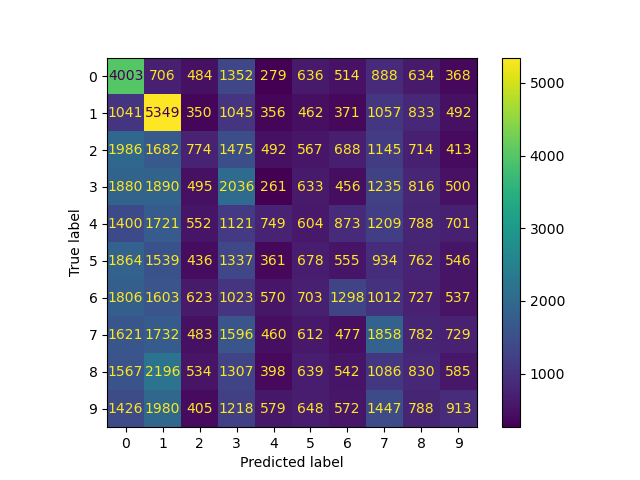 0 4003 706 484 1352 279 636 514 888 634 368
1 1041 5349 350 1045 356 462 371 1057 833 492
2 1986 1682 774 1475 492 567 688 1145 714 413
3 1880 1890 495 2036 261 633 456 1235 816 500
4 1400 1721 552 1121 749 604 873 1209 788 701
5 1864 1539 436 1337 361 678 555 934 762 546
6 1806 1603 623 1023 570 703 1298 1012 727 537
7 1621 1732 483 1596 460 612 477 1858 782 729
8 1567 2196 534 1307 398 639 542 1086 830 585
9 1426 1980 405 1218 579 648 572 1447 788 913
0 1 2 3 4 5 6 7 8 9
Predicted label
True label
5000
4000
3000
2000
1000